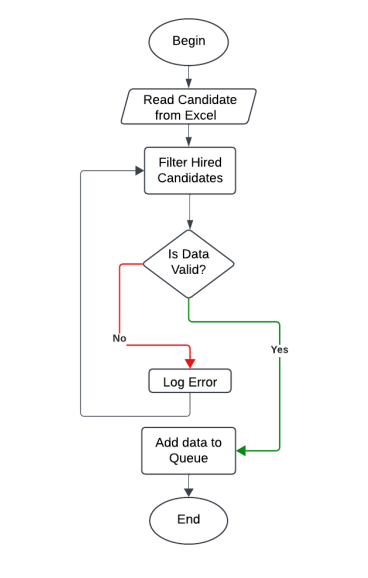 Begin
Read Candidate
from Excel
Filter Hired
Candidates
Is Data
Valid?
No
Yes
Log Error
Add data to
Queue
End